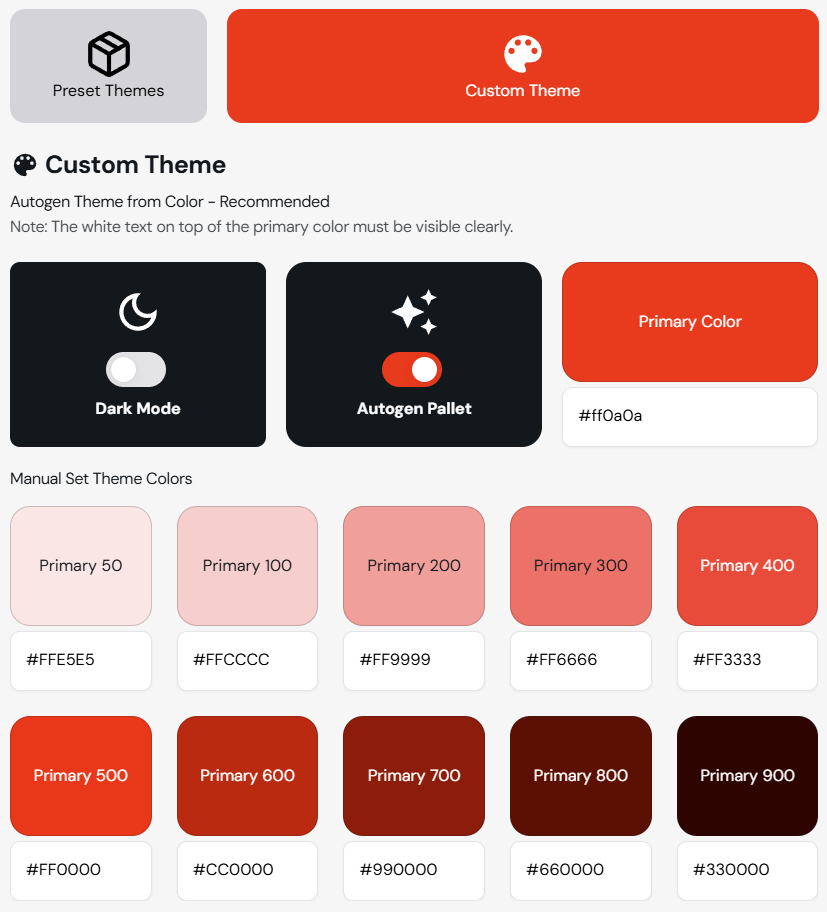 Preset Themes
Custom Theme
Custom Theme
Autogen Theme from Color - Recommended
Note: The white text on top of the primary color must be visible clearly.
Dark Mode
Autogen Pallet
Primary Color
#ff0a0a
Manual Set Theme Colors
Primary 50
Primary 100
Primary 200
Primary 300
Primary 400
#FFE5E5
#FFCCCC
#FF9999
#FF6666
#FF3333
Primary 500
Primary 600
Primary 700
Primary 800
Primary 900
#FF0000
#CC0000
#990000
#660000
#330000